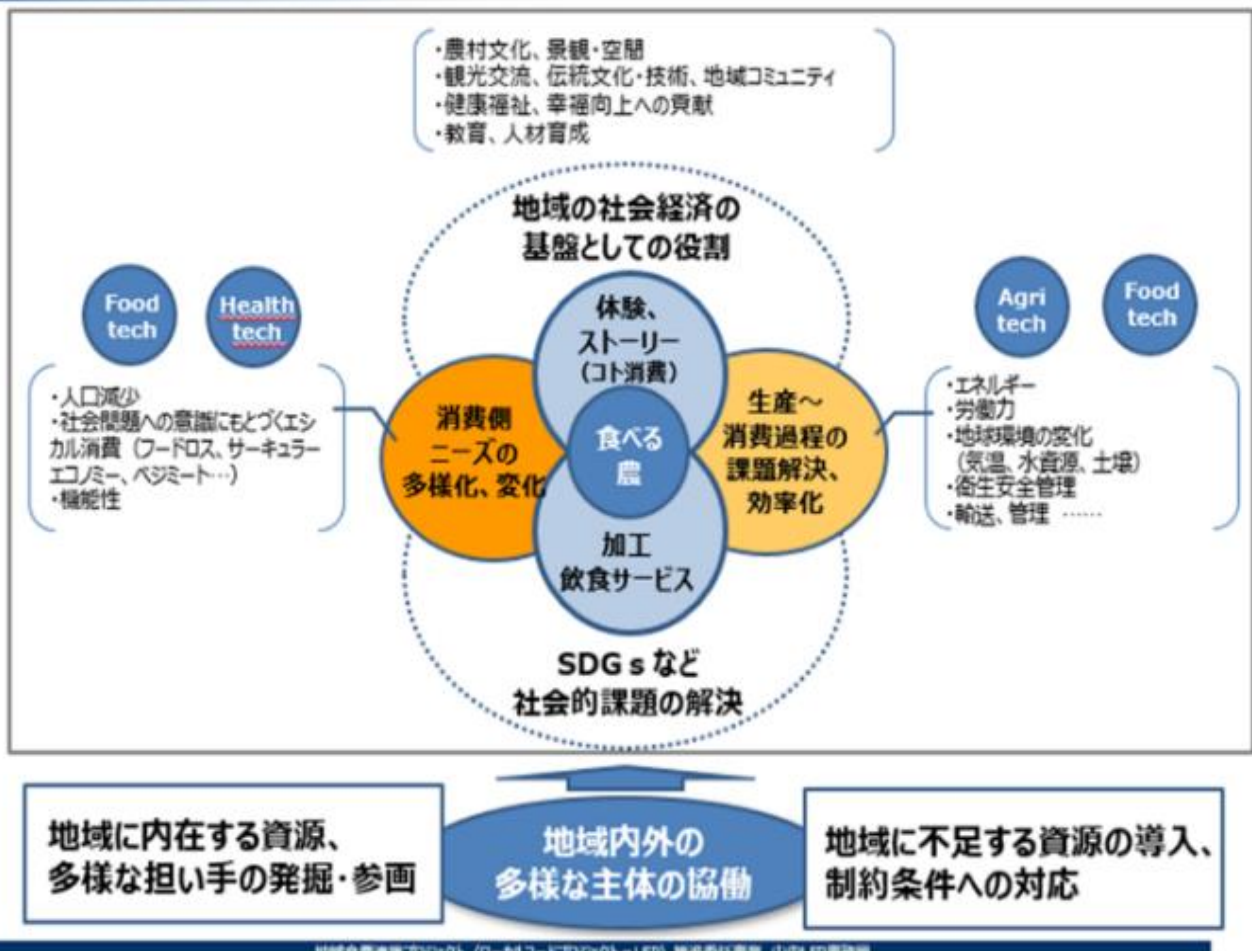 ・農村文化、景観・空間
・観光交流、伝統文化・技術、地域コミュニティ
・健康福祉、幸福向上への貢献
・教育、人材育成
地域の社会経済の
基盤としての役割
Food
tech
Health
tech
Agri
tech
Food
tech
体験、
ストーリー
（コト消費）
・人口減少
・社会問題への意識にもとづくエシ
カル消費（フードロス、サーキュラー
エコノミー、ベジミート…）
・機能性
消費側
ニーズの
多様化、変化
食べる
農
生産～
消費過程の
課題解決、
効率化
・エネルギー
・労働力
・地球環境の変化
（気温、水資源、土壌）
・衛生安全管理
・輸送、管理 ……
加工
飲食サービス
SDGｓなど
社会的課題の解決
地域に内在する資源、
多様な担い手の発掘・参画
地域内外の
多様な主体の協働
地域に不足する資源の導入、
制約条件への対応